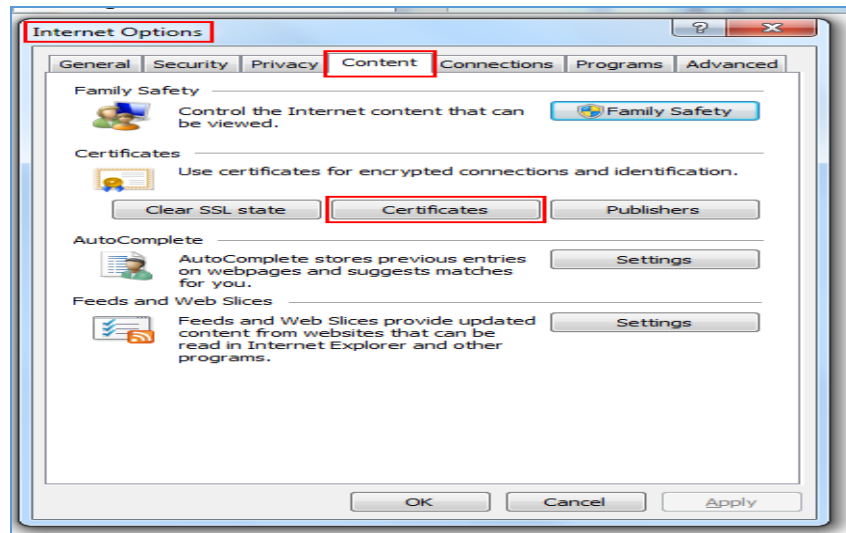 Internet Options
?
General Security Privacy Content Connections Programs Advanced
Family Safety
Control the Internet content that can
be viewed.
Family Safety
Certificates
Use certificates for encrypted connections and identification.
Clear SSL state
Certificates
Publishers
AutoComplete
AutoComplete stores previous entries
on webpages and suggests matches
for you.
Settings
Feeds and Web Slices
Feeds and Web Slices provide updated
content from websites that can be
read in Internet Explorer and other
programs.
Settings
OK
Cancel
Apply